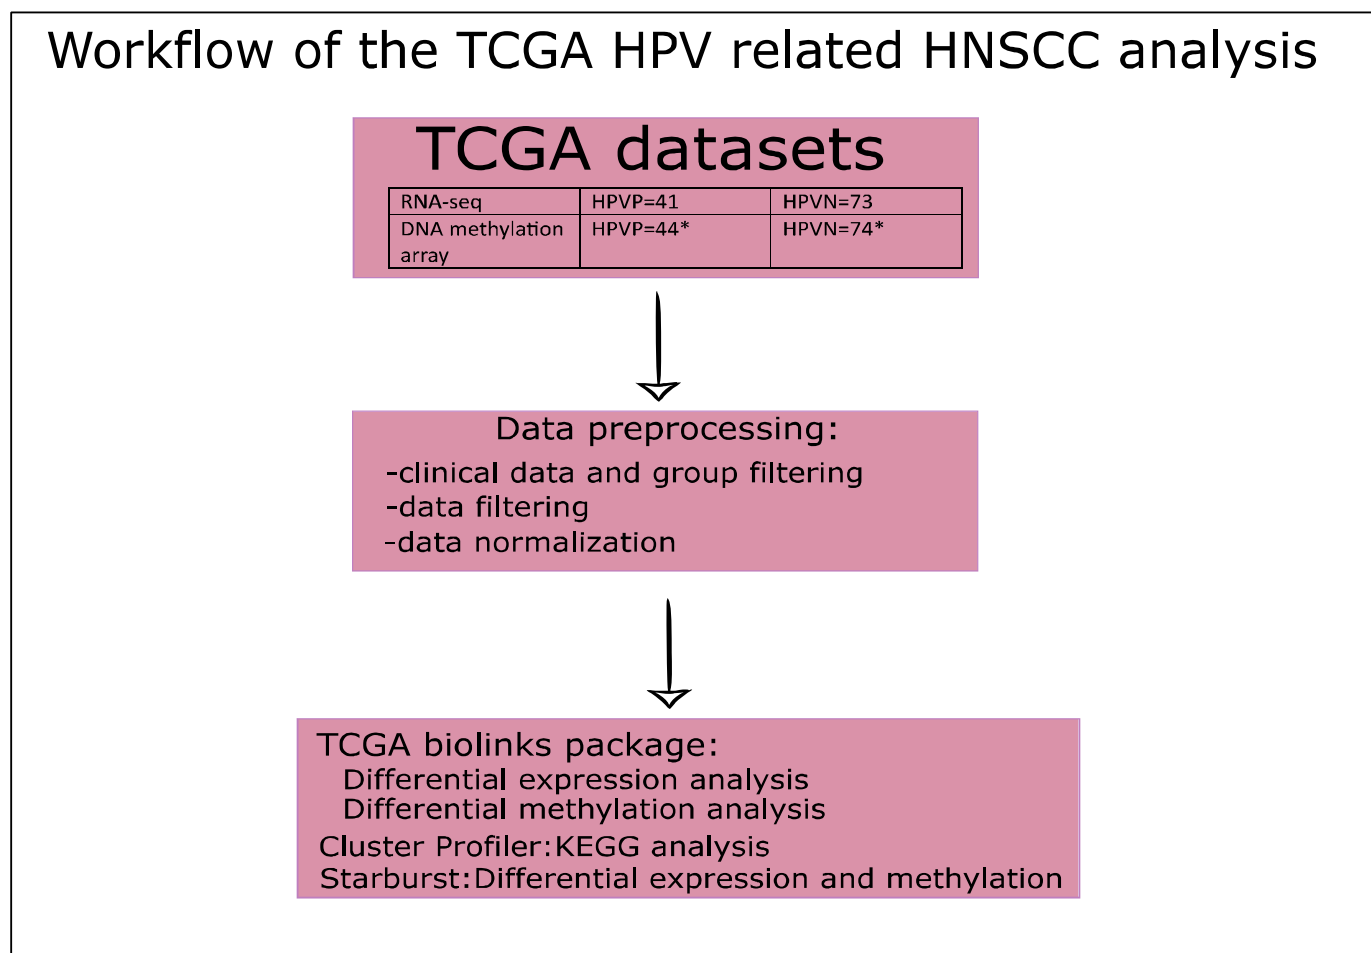 Workflow of the TCGA HPV related HNSCC analysis
TCGA datasets
RNA-seq HPVP=41 HPVN=73
DNA methylation array HPVP=44* HPVN=74*
Data preprocessing:
-clinical data and group filtering
-data filtering
-data normalization
TCGA biolinks package:
Differential expression analysis
Differential methylation analysis
Cluster Profiler:KEGG analysis
Starburst:Differential expression and methylation